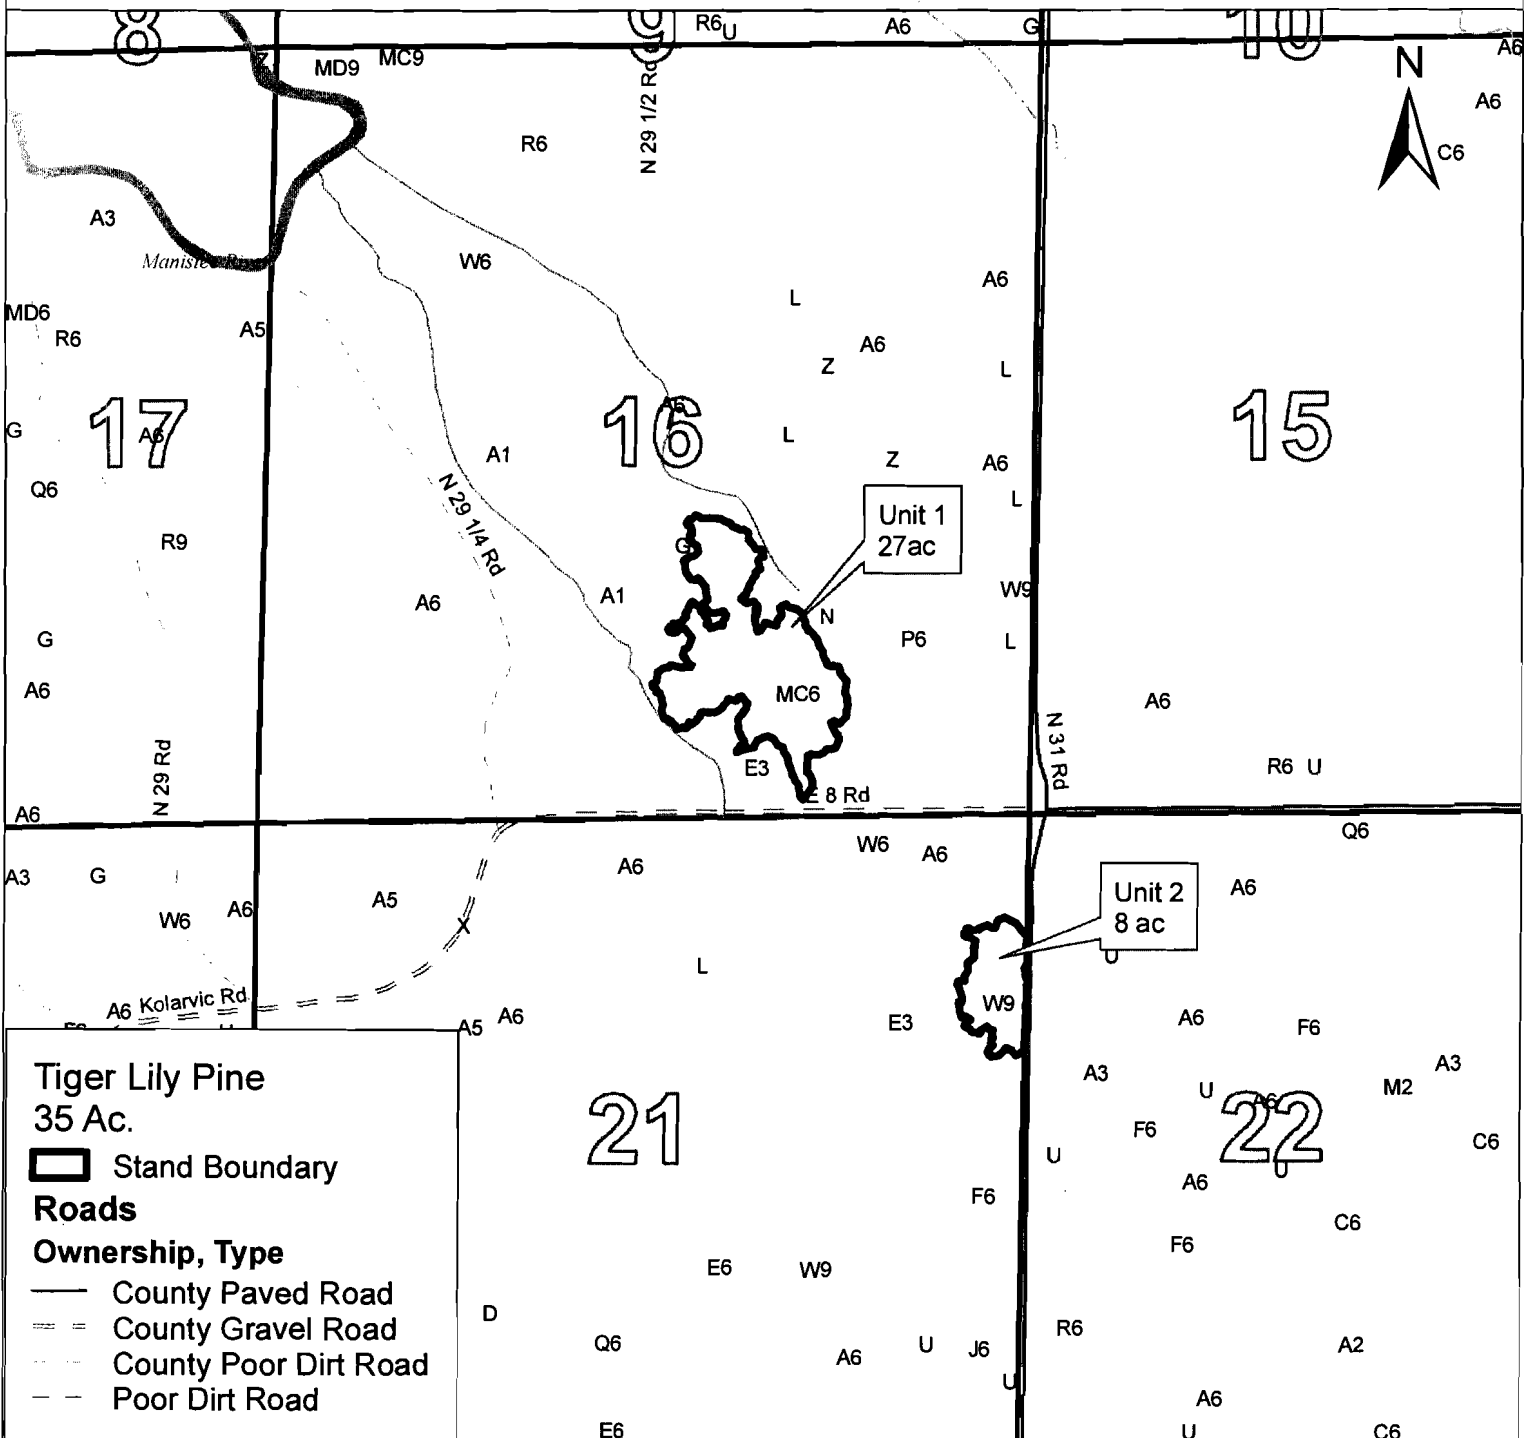 8
9
R6
U
A6
G
10
A6
Z
MD9
MC9
N 29 1/2 Rd
N
A6
R6
C6
A3
W6
A6
L
MD6
R6
A5
A6
Z
L
G
17
A6
16
A6
15
L
A1
Z
A6
Q6
N 29 1/4 Rd
L
Unit 1
27ac
R9
G
A6
A1
W9
N
G
P6
L
A6
MC6
A6
N 29 Rd
N 31 Rd
E3
R6 U
E 8 Rd
A6
Q6
W6
A6
A6
A3
G
A5
A6
Unit 2
8 ac
A6
W6
X
U
L
W9
A6
Kolarvic Rd
A5
A6
E3
A6
F6
Tiger Lily Pine
35 Ac.
Stand Boundary
Roads
Ownership, Type
County Paved Road
County Gravel Road
County Poor Dirt Road
Poor Dirt Road
A3
A3
U
M2
21
A6
22
F6
C6
U
U
A6
F6
C6
F6
E6
W9
D
R6
Q6
U
J6
A2
A6
U
A6
E6
U
C6